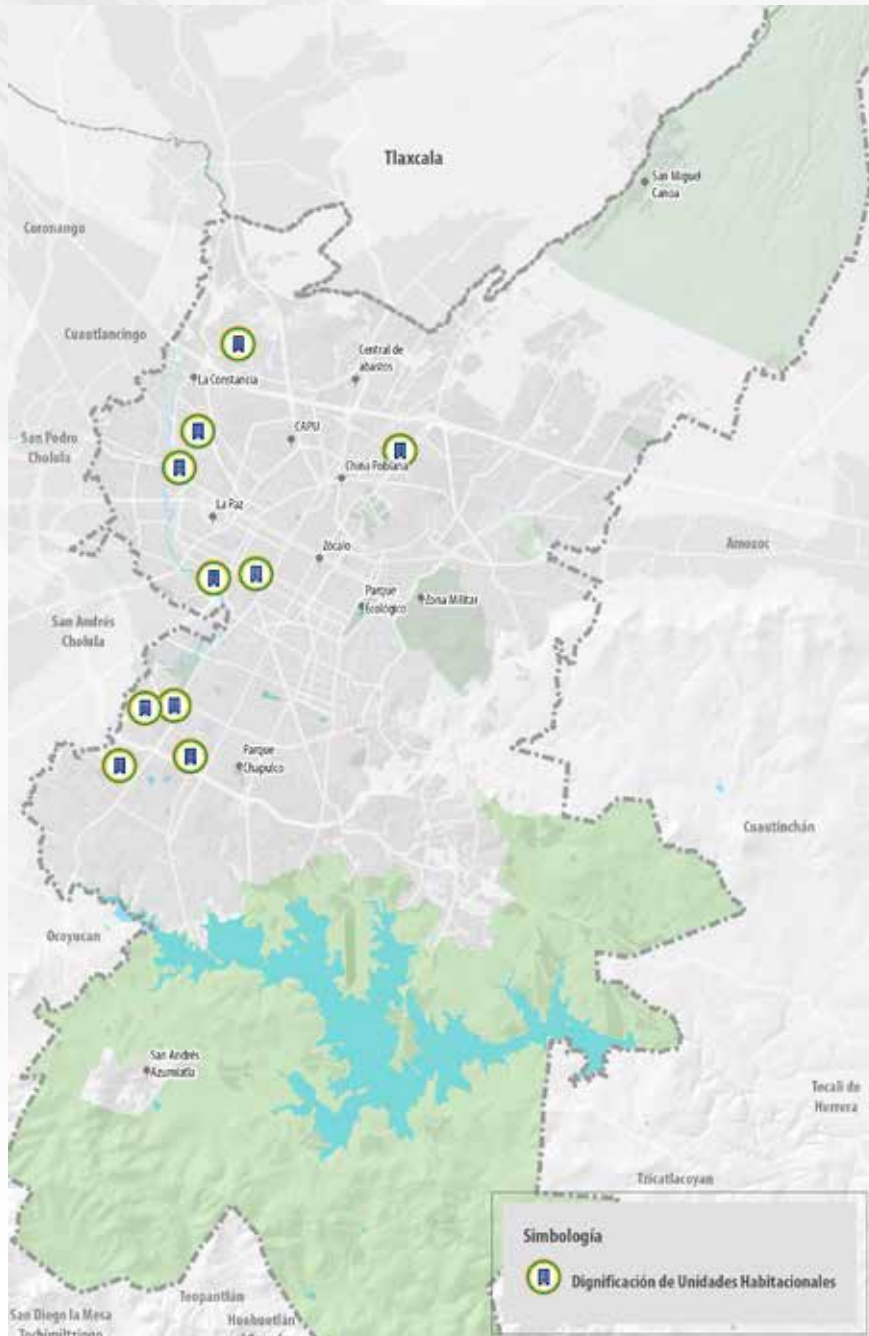 Tlaxcala
San Miguel
Canoa
Coronango
Cuautlancingo
Central de
abastos
La Constancia
San Pedro
Cholula
CAPU
China Poblana
La Paz
Zócalo
Amozoc
Parque
Ecológico
Zona Militar
San Andrés
Cholula
Parque
Chapulco
Cuautinchán
Ocoyucan
San Andrés
Azumiatla
Tecali de
Herrera
Tzicatlacoyan
Simbología
Dignificación de Unidades Habitacionales
Teopantlán
San Diego la Mesa
Tochimiltzingo
Huehuetlán